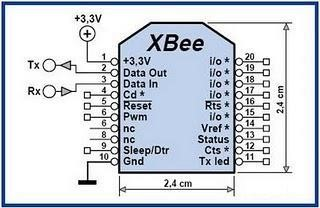 +3,3V
XBee
Tx
Rx
1 +3,3V
2 Data Out
3 Data In
4 Cd *
5 Reset
6 Pwm
7 nc
8 nc
9 Sleep/Dtr
10 Gnd
i/o * 20
i/o * 19
i/o * 18
i/o * 17
Rts * 16
i/o * 15
Vref * 14
Status 13
Cts * 12
Tx led 11
2,4 cm
2,4 cm